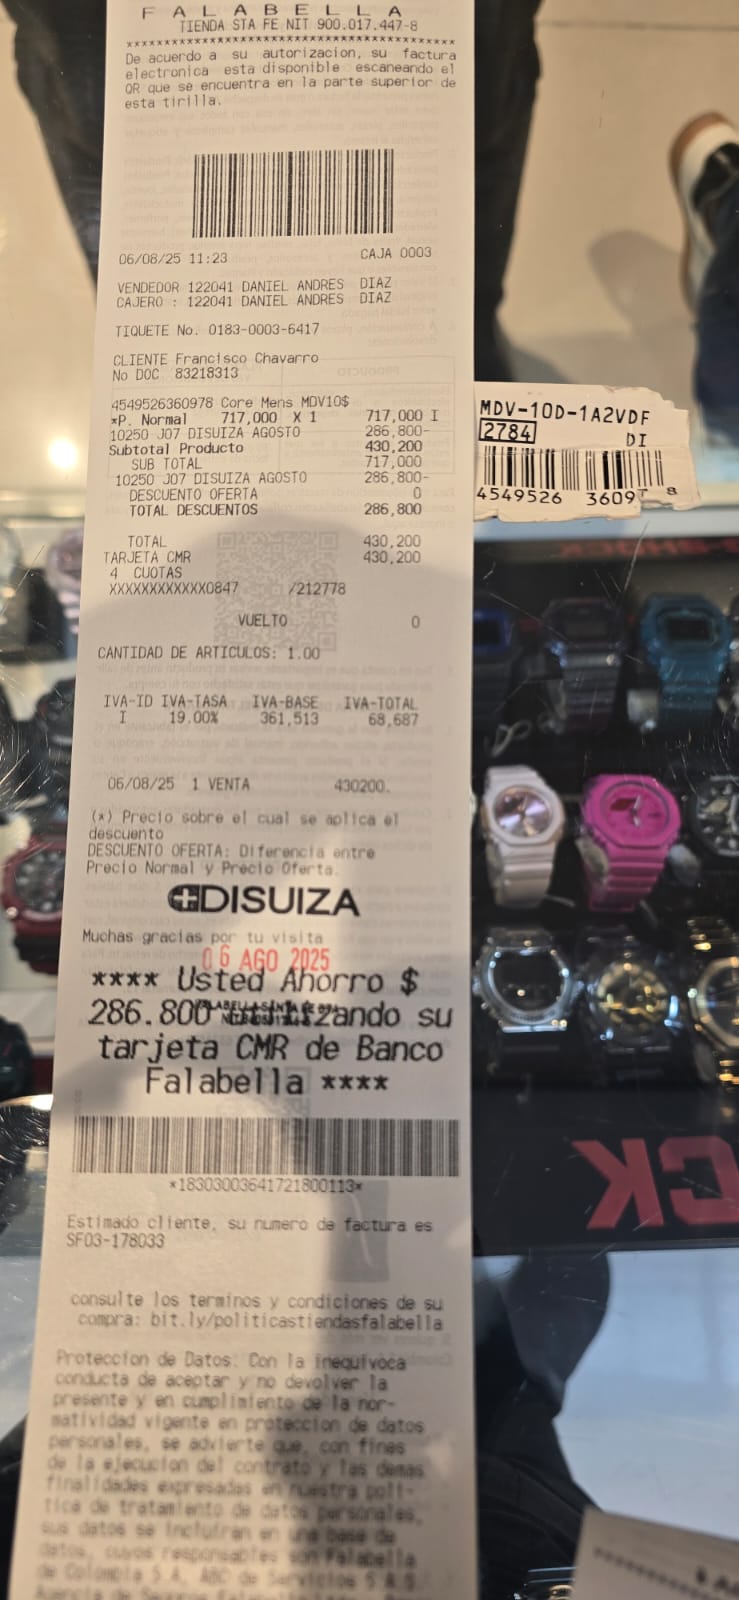 FALABELLA
TIENDA STA FE NIT 900.017.447-8
****************************************
De acuerdo a su autorizacion, su factura
electronica esta disponible escaneando el
QR que se encuentra en la parte superior de
esta tirilla.
06/08/25 11:23 CAJA 0003
VENDEDOR 122041 DANIEL ANDRES DIAZ
CAJERO : 122041 DANIEL ANDRES DIAZ
TIQUETE No. 0183-0003-6417
CLIENTE Francisco Chavarro
No DOC 83218313
4549526360978 Core Mens MDV10$
*P. Normal 717,000 X 1 717,000 I
10250 J07 DISUIZA AGOSTO 286,800-
Subtotal Producto 430,200
SUB TOTAL 717,000
10250 J07 DISUIZA AGOSTO 286,800-
DESCUENTO OFERTA 0
TOTAL DESCUENTOS 286,800
TOTAL 430,200
TARJETA CMR 430,200
4 CUOTAS
XXXXXXXXXXXX0847 /212778
VUELTO 0
CANTIDAD DE ARTICULOS: 1.00
IVA-ID IVA-TASA IVA-BASE IVA-TOTAL
I 19.00% 361,513 68,687
06/08/25 1 VENTA 430200.
(*) Precio sobre el cual se aplica el
descuento
DESCUENTO OFERTA: Diferencia entre
Precio Normal y Precio Oferta.
DISUIZA
Muchas gracias por tu visita
06 AGO 2025
**** Usted Ahorro $
286.800 utilizando su
tarjeta CMR de Banco
Falabella ****
*18303003641721800113*
Estimado cliente, su numero de factura es
SF03-178033
consulte los terminos y condiciones de su
compra: bit.ly/politicastiendasfalabella
Proteccion de Datos: Con la inequivoca
conducta de aceptar y no devolver la
presente y en cumplimiento de la nor-
matividad vigente en proteccion de datos
personales, se advierte que, con fines
de la ejecucion del contrato y las demas
finalidades expresadas en nuestra poli-
tica de tratamiento de datos personales,
sus datos se incluiran en una base de
datos, cuyos responsables son Falabella
de Colombia S.A, ABC de Servicios S.A.S
Agencia de Seguros Falabella
MDV-10D-1A2VDF
2784
DI
4549526 3609 8
CK